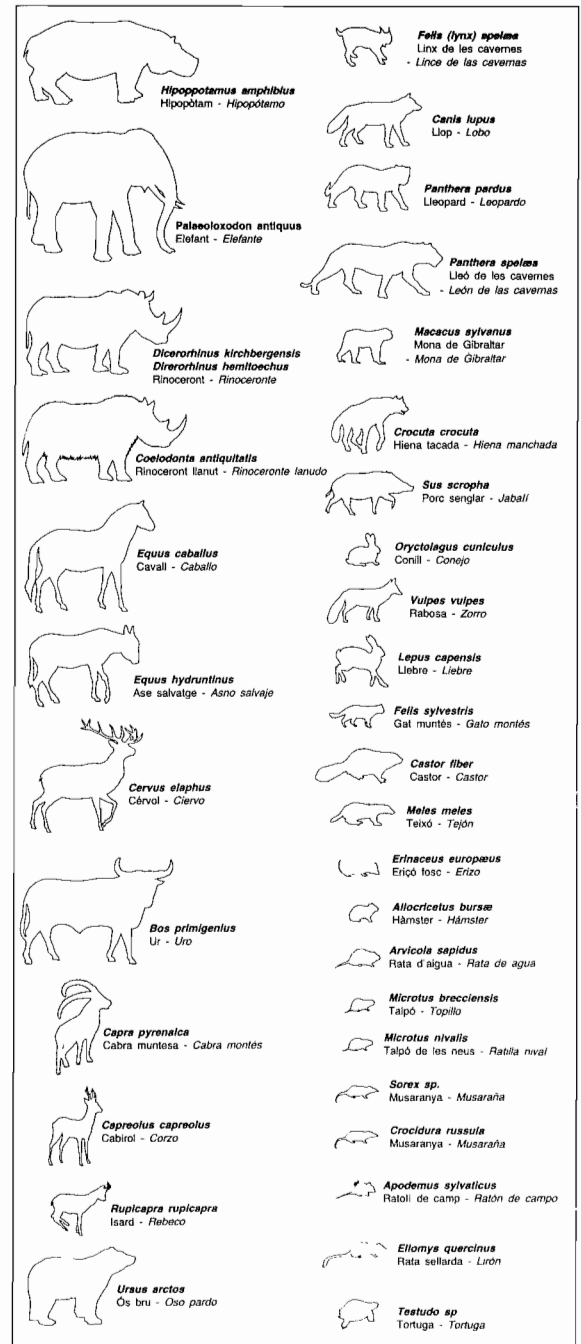 Hipoppotamus amphibius
Hipopòtam - Hipopótamo
Palaeoloxodon antiquus
Elefant - Elefante
Dicerorhinus kirchbergensis
Direrorhinus hemitoechus
Rinoceront - Rinoceronte
Coelodonta antiquitatis
Rinoceront llanut - Rinoceronte lanudo
Equus caballus
Cavall - Caballo
Equus hydruntinus
Ase salvatge - Asno salvaje
Cervus elaphus
Cérvol - Ciervo
Bos primigenius
Ur - Uro
Capra pyrenaica
Cabra muntesa - Cabra montés
Capreolus capreolus
Cabirol - Corzo
Rupicapra rupicapra
Isard - Rebeco
Ursus arctos
Ós bru - Oso pardo
Felis (lynx) spelæa
Linx de les cavernes
- Lince de las cavernas
Canis lupus
Llop - Lobo
Panthera pardus
Lleopard - Leopardo
Panthera spelæa
Lleó de les cavernes
- León de las cavernas
Macacus sylvanus
Mona de Gibraltar
- Mona de Gibraltar
Crocuta crocuta
Hiena tacada - Hiena manchada
Sus scropha
Porc senglar - Jabalí
Oryctolagus cuniculus
Conill - Conejo
Vulpes vulpes
Rabosa - Zorro
Lepus capensis
Llebre - Liebre
Felis sylvestris
Gat muntés - Gato montés
Castor fiber
Castor - Castor
Meles meles
Teixó - Tejón
Erinaceus europæus
Eriçó fosc - Erizo
Allocricetus bursæ
Hàmster - Hámster
Arvicola sapidus
Rata d'aigua - Rata de agua
Microtus brecciensis
Talpó - Topillo
Microtus nivalis
Talpó de les neus - Ratilla nival
Sorex sp.
Musaranya - Musaraña
Crocidura russula
Musaranya - Musaraña
Apodemus sylvaticus
Ratolí de camp - Ratón de campo
Eliomys quercinus
Rata sellarda - Lirón
Testudo sp
Tortuga - Tortuga